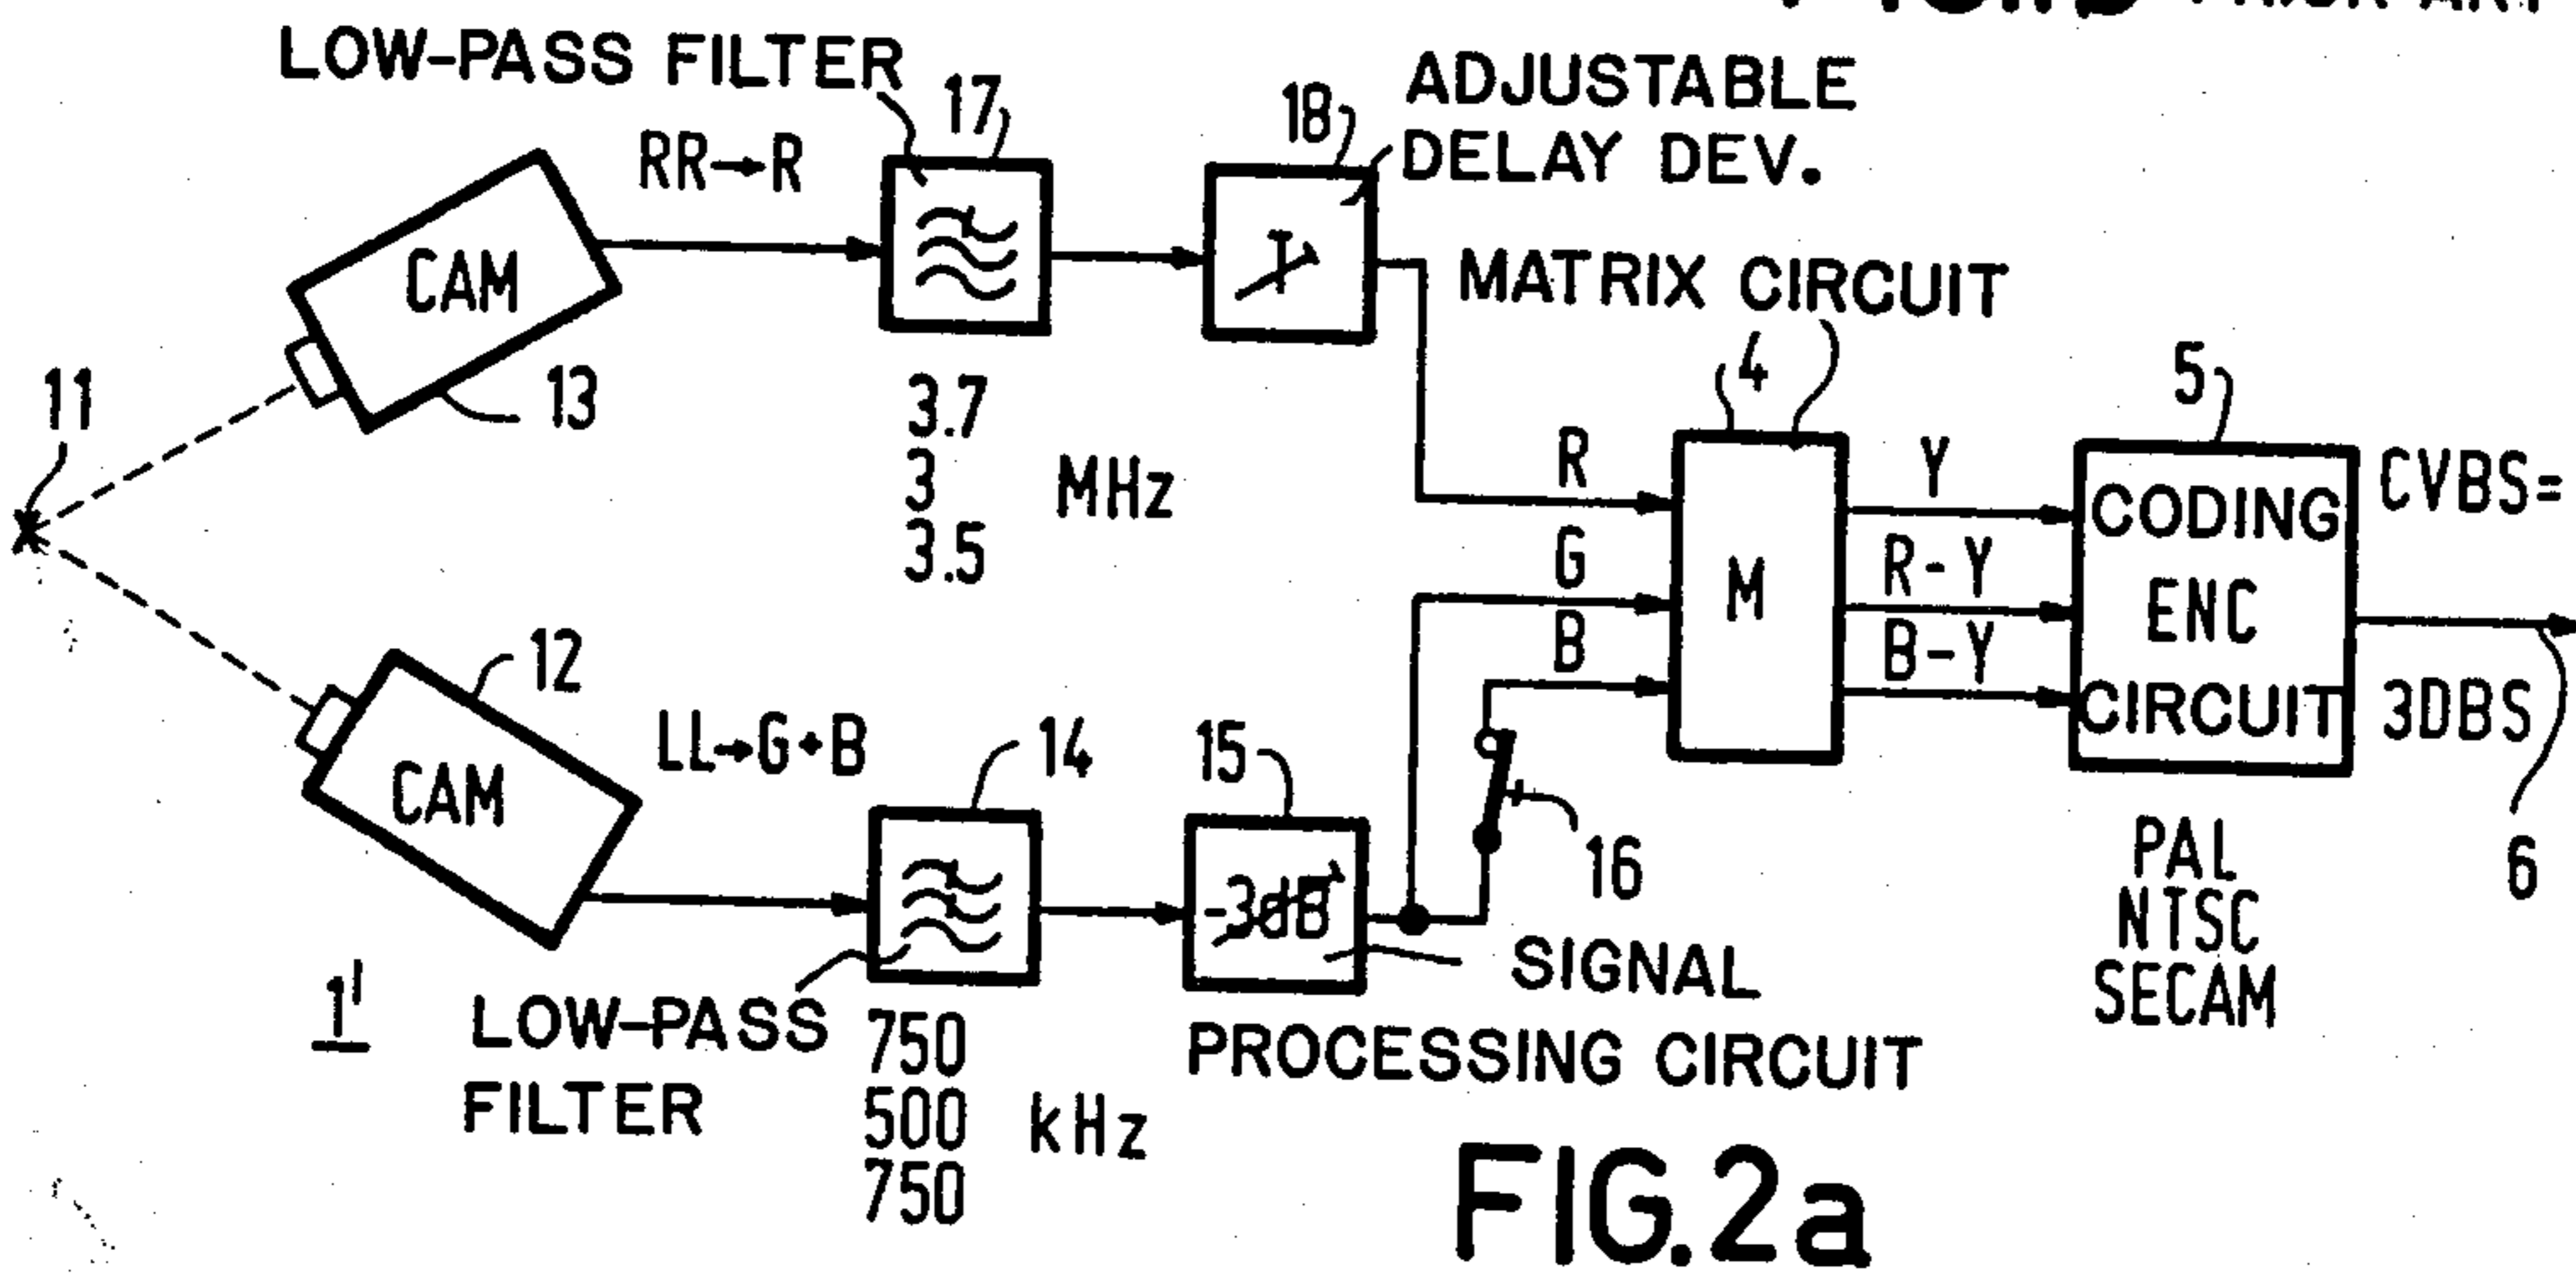 LOW-PASS FILTER
17
18
ADJUSTABLE
DELAY DEV.
RR→R
CAM
T
MATRIX CIRCUIT
11
13
3.7
3 MHz
3.5
4
5
R
G
B
M
Y
R-Y
B-Y
CODING
ENC
CIRCUIT
CVBS=
3DBS
12
CAM
LL→G+B
14
15
-3dB
16
6
PAL
NTSC
SECAM
1'
LOW-PASS
FILTER
750
500 kHz
750
SIGNAL
PROCESSING CIRCUIT
FIG.2a